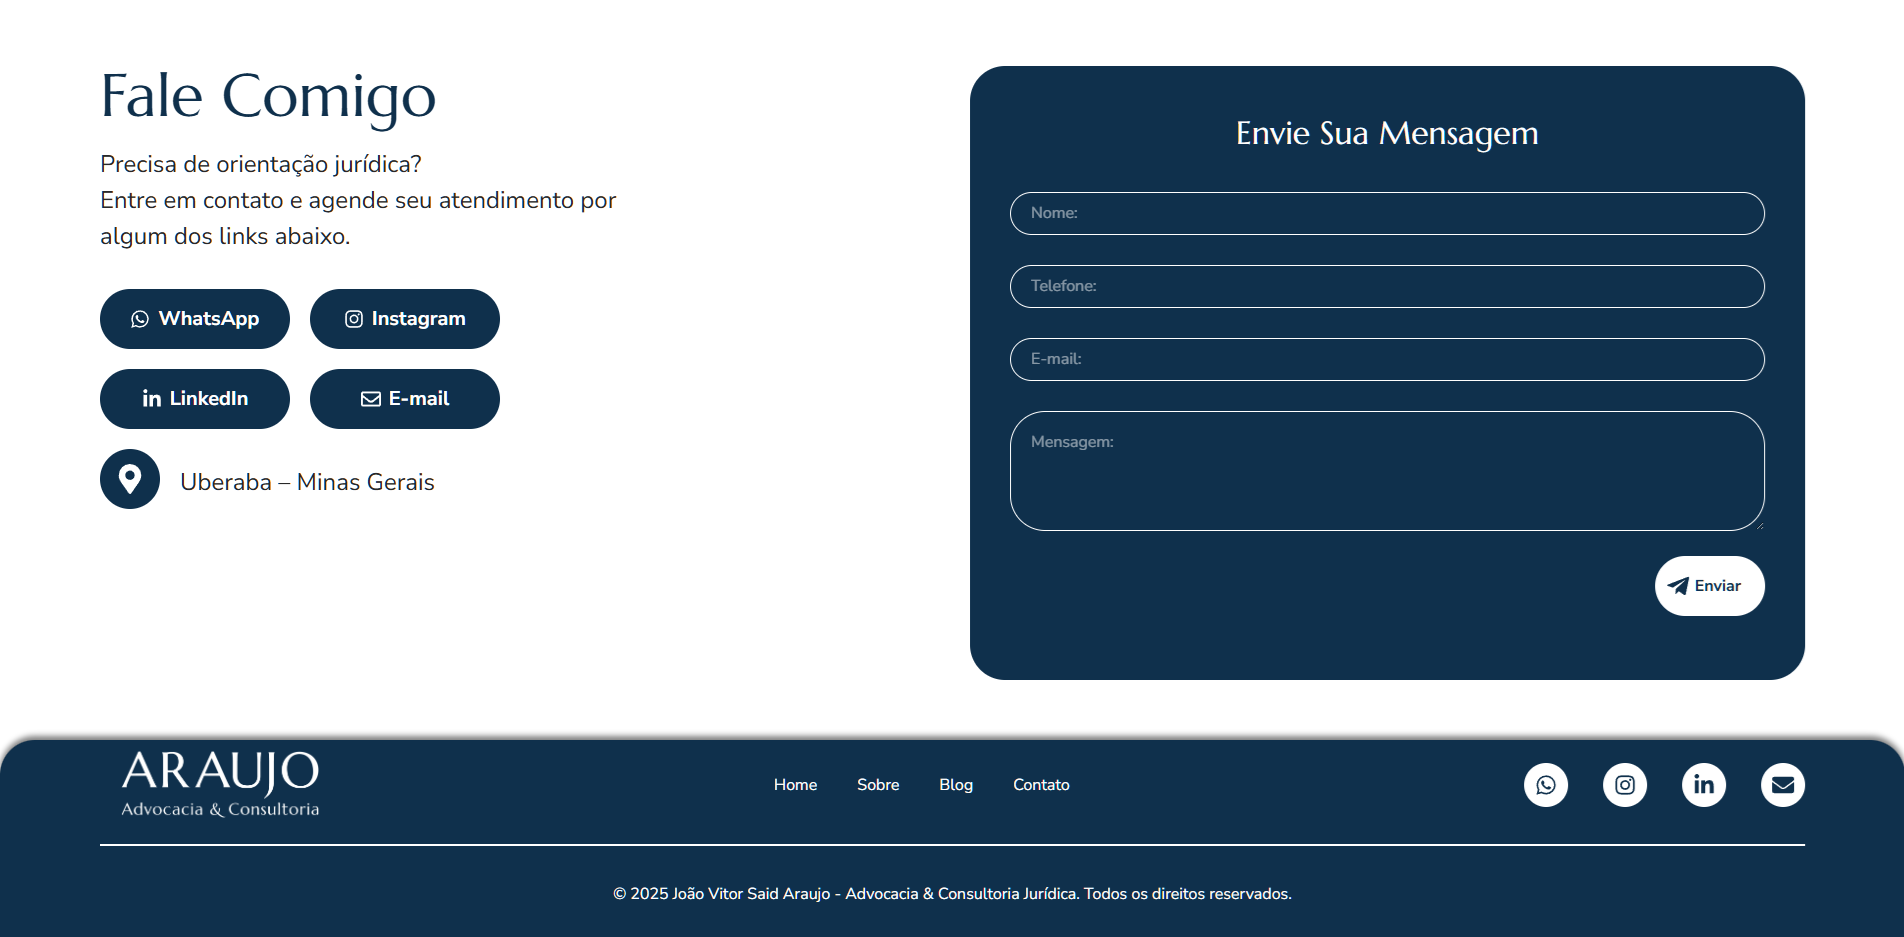 Fale Comigo
Precisa de orientação jurídica?
Entre em contato e agende seu atendimento por
algum dos links abaixo.
WhatsApp
Instagram
LinkedIn
E-mail
Uberaba – Minas Gerais
Envie Sua Mensagem
Nome:
Telefone:
E-mail:
Mensagem:
Enviar
ARAUJO
Advocacia & Consultoria
Home
Sobre
Blog
Contato
© 2025 João Vitor Said Araujo - Advocacia & Consultoria Jurídica. Todos os direitos reservados.